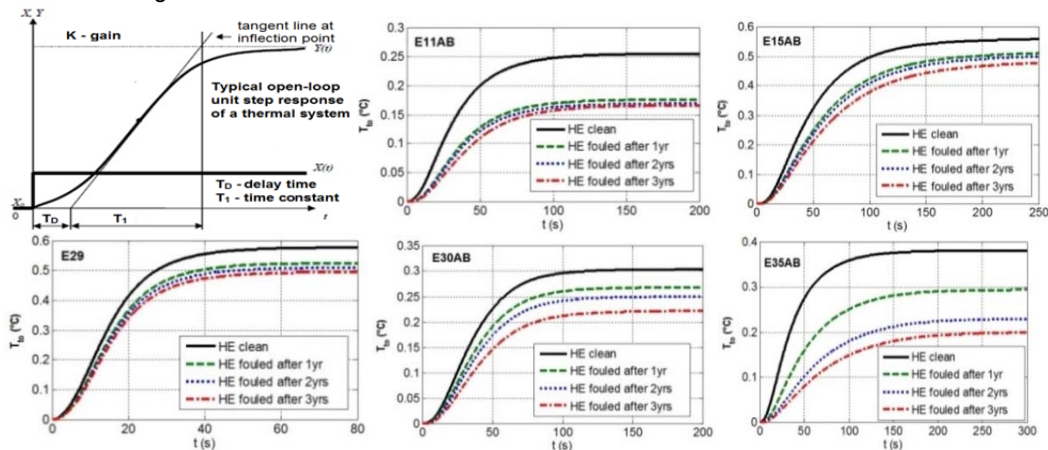 X, Y
K - gain
tangent line at
inflection point
Y(t)
Typical open-loop
unit step response
of a thermal system
X(t)
T_D - delay time
T_1 - time constant
0
T_D
T_1
t
E11AB
T_to (°C)
0.3
0.25
0.2
0.15
0.1
0.05
0
HE clean
HE fouled after 1yr
HE fouled after 2yrs
HE fouled after 3yrs
0 50 100 150 200
t (s)
E15AB
T_to (°C)
0.6
0.5
0.4
0.3
0.2
0.1
0
HE clean
HE fouled after 1yr
HE fouled after 2yrs
HE fouled after 3yrs
0 50 100 150 200 250
t (s)
E29
T_to (°C)
0.6
0.5
0.4
0.3
0.2
0.1
0
HE clean
HE fouled after 1yr
HE fouled after 2yrs
HE fouled after 3yrs
0 20 40 60 80
t (s)
E30AB
T_to (°C)
0.35
0.3
0.25
0.2
0.15
0.1
0.05
0
HE clean
HE fouled after 1yr
HE fouled after 2yrs
HE fouled after 3yrs
0 50 100 150 200
t (s)
E35AB
T_to (°C)
0.4
0.3
0.2
0.1
0
HE clean
HE fouled after 1yr
HE fouled after 2yrs
HE fouled after 3yrs
0 50 100 150 200 250 300
t (s)